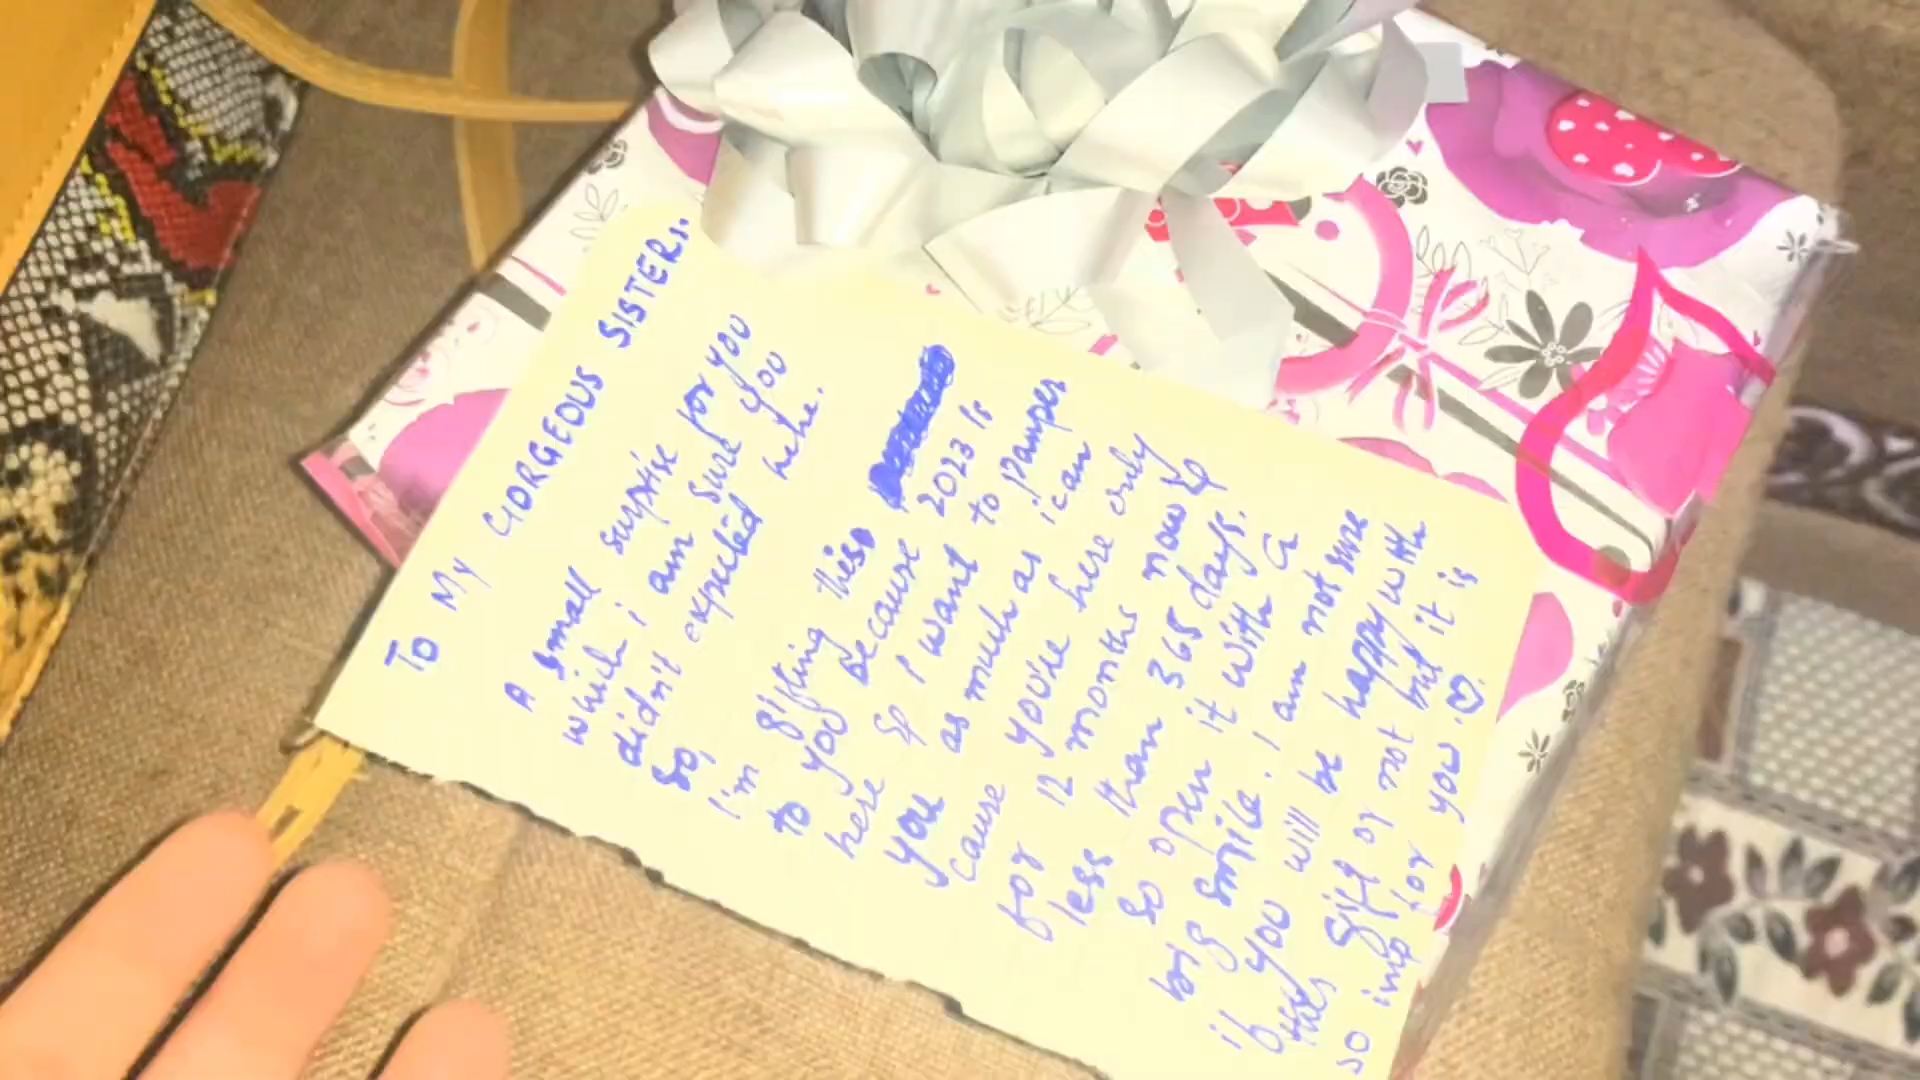 To My GORGEOUS SISTER,
A small surprise for you
which i am sure you
didn't expected here.
So,
I'm gifting this
to you because 2023 is
here & I want to pamper
you as much as i can
cause you're here only
for 12 months now &
less than 365 days.
So open it with a
big smile. I am not sure
if you will be happy with
this gift or not but it is
so imp for you.